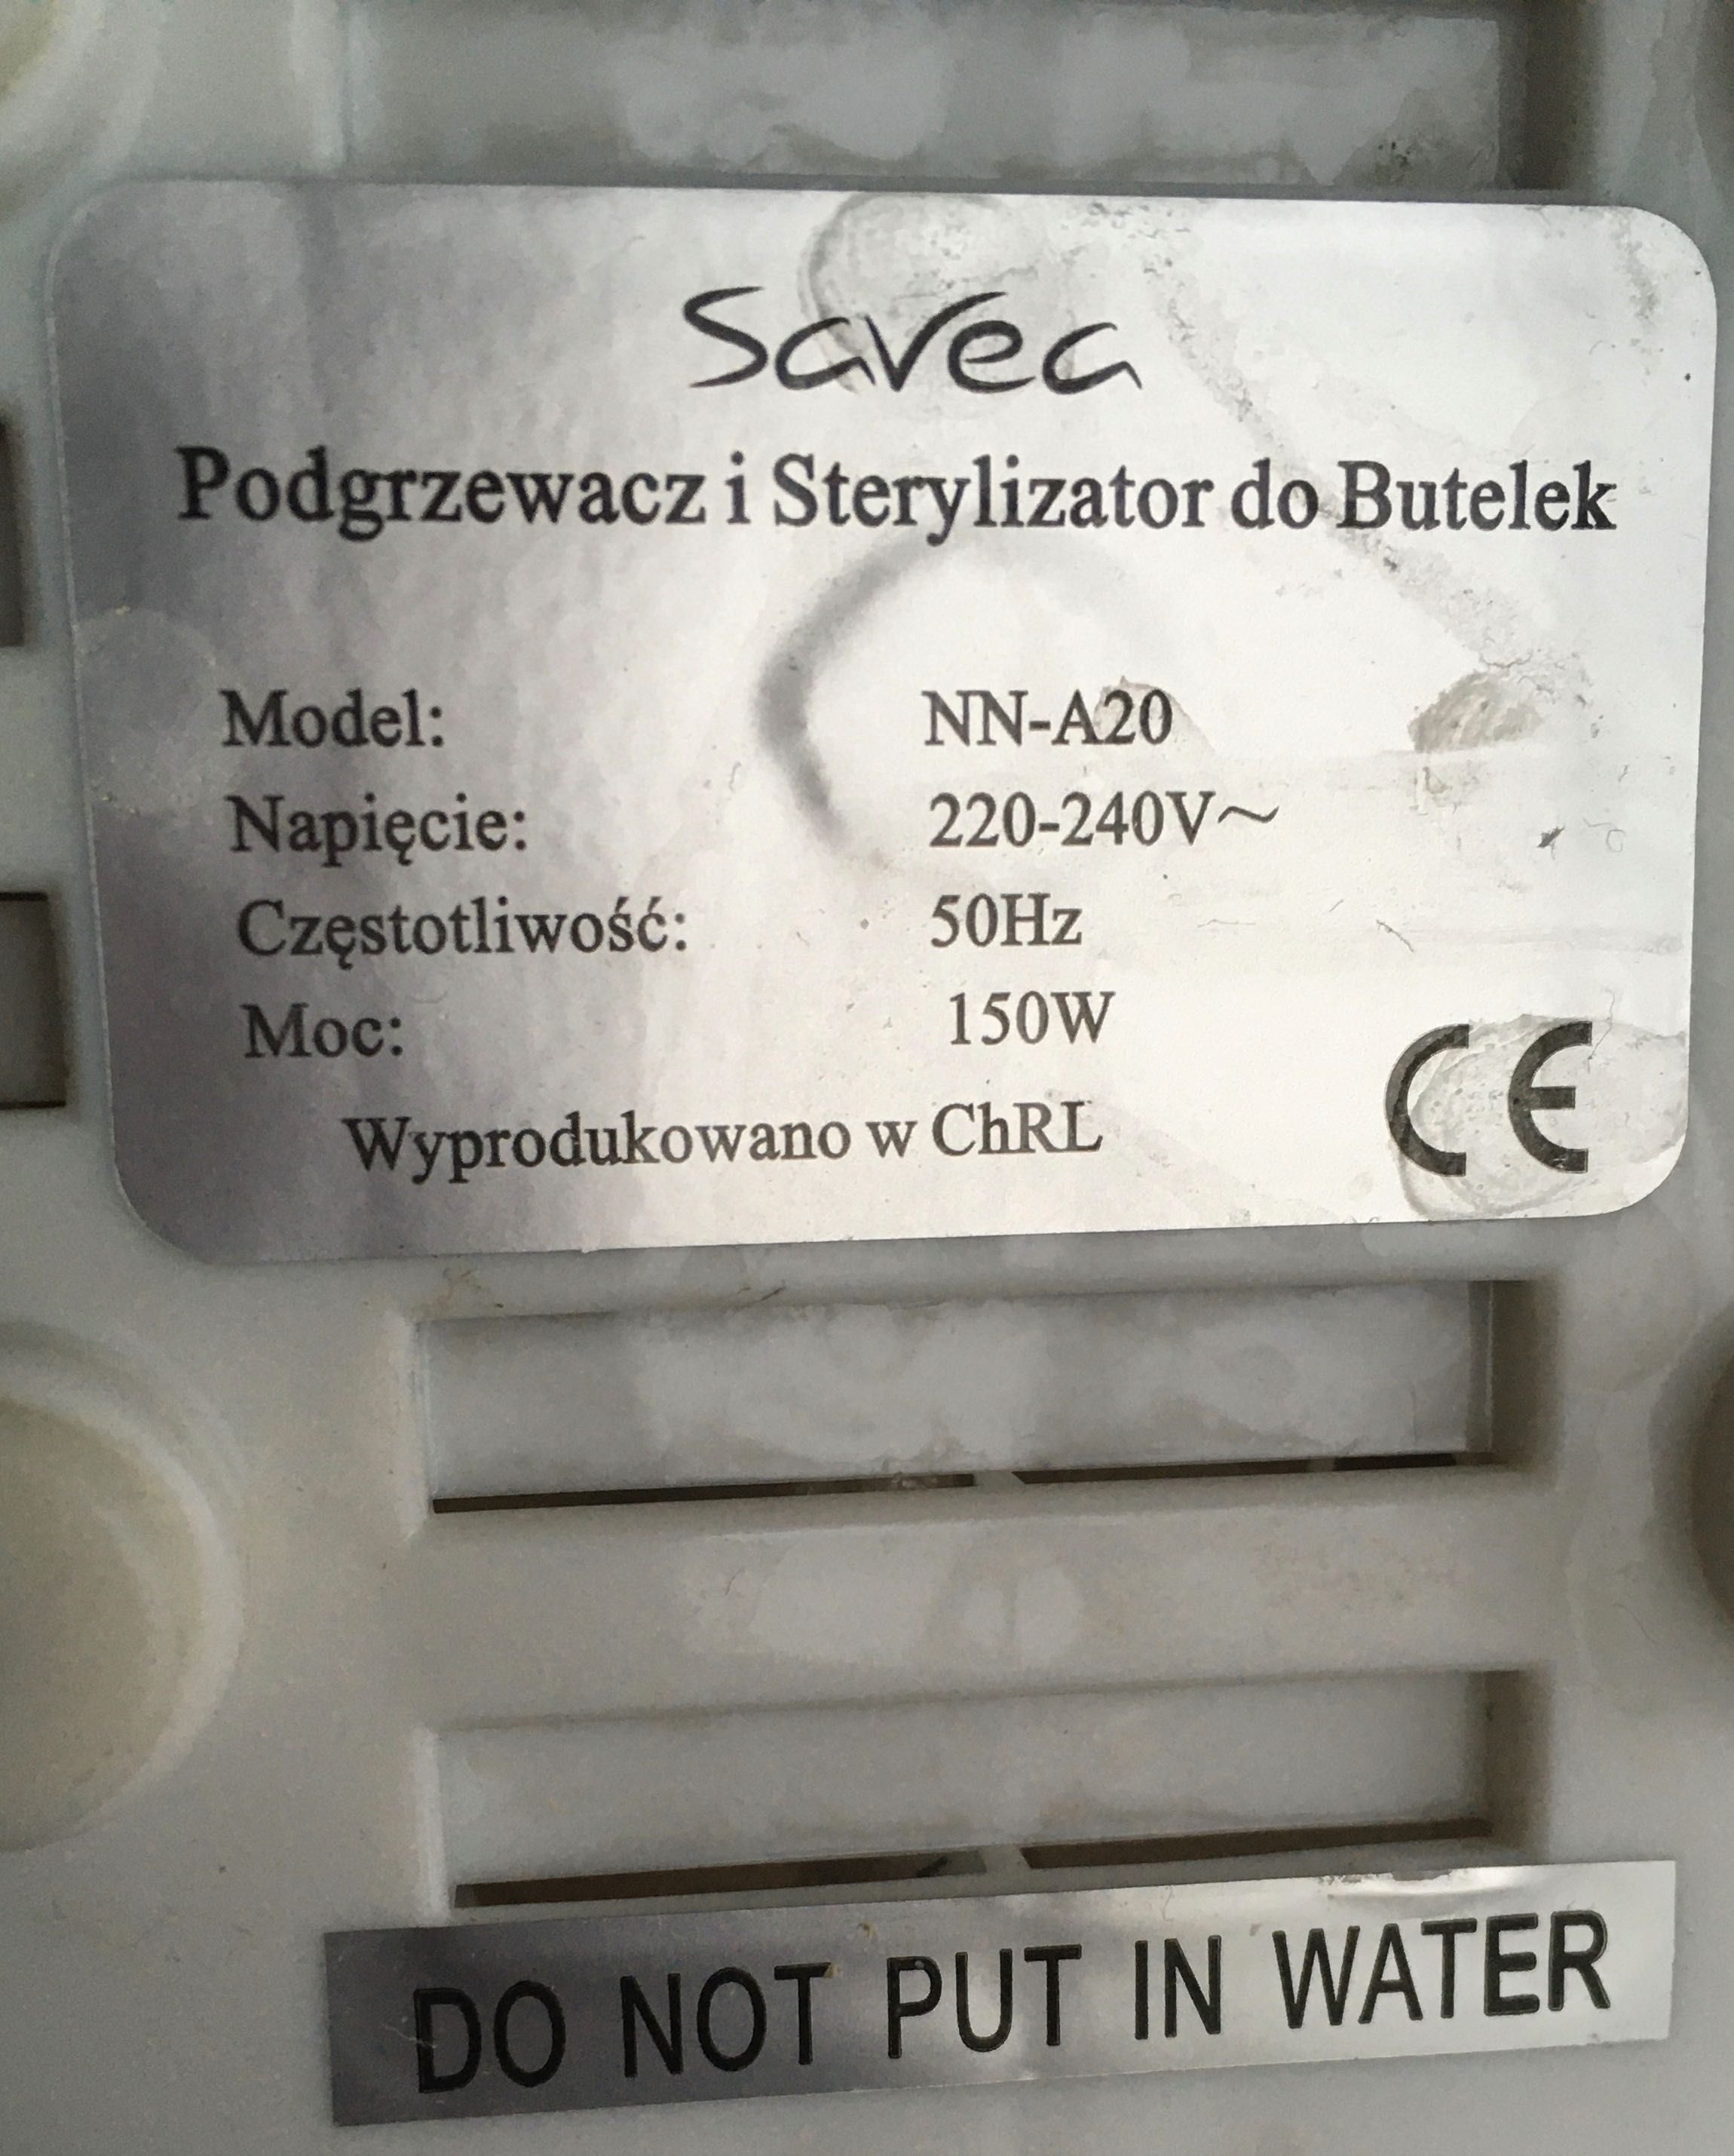 Savea
Podgrzewacz i Sterylizator do Butelek
Model: NN-A20
Napięcie: 220-240V~
Częstotliwość: 50Hz
Moc: 150W
Wyprodukowano w ChRL
CE
DO NOT PUT IN WATER